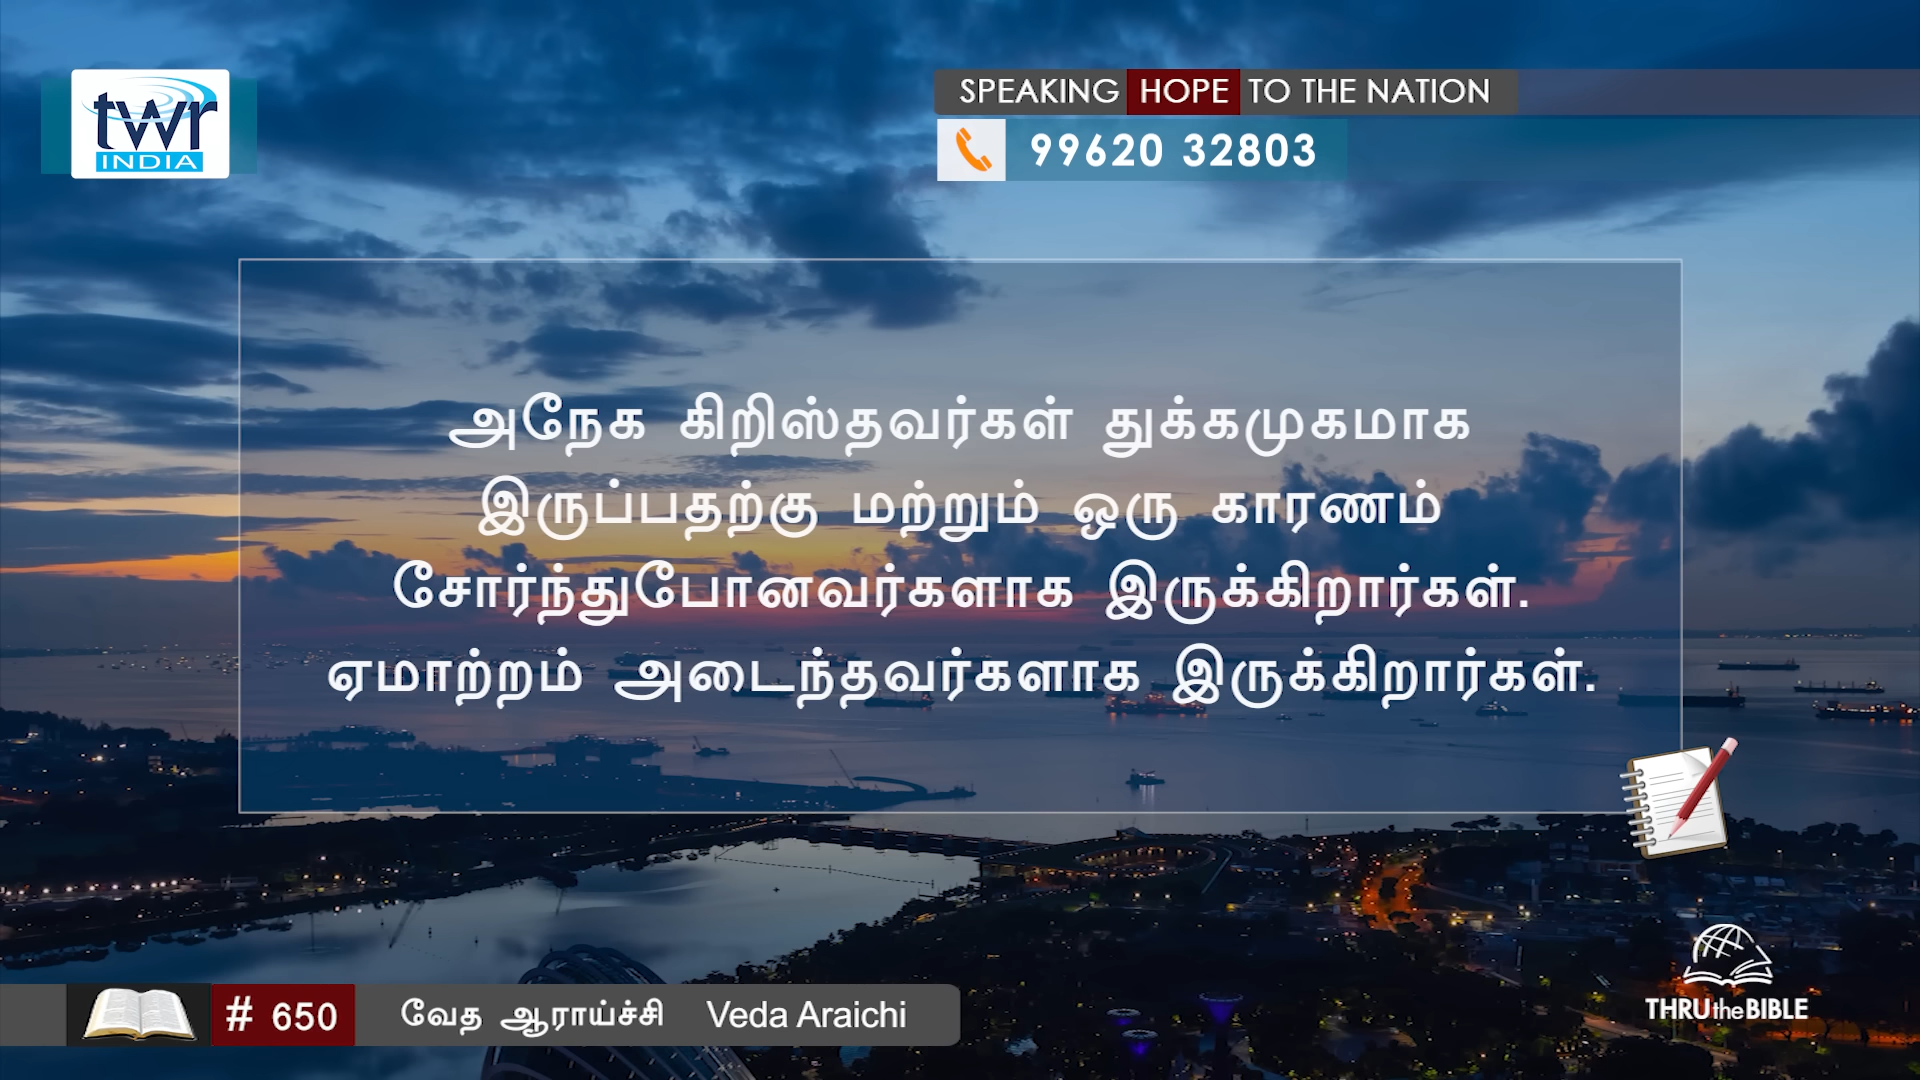 twr
INDIA
SPEAKING HOPE TO THE NATION
99620 32803
அநேக கிறிஸ்தவர்கள் துக்கமுகமாக
இருப்பதற்கு மற்றும் ஒரு காரணம்
சோர்ந்துபோனவர்களாக இருக்கிறார்கள்.
ஏமாற்றம் அடைந்தவர்களாக இருக்கிறார்கள்.
# 650 வேத ஆராய்ச்சி Veda Araichi
THRU the BIBLE